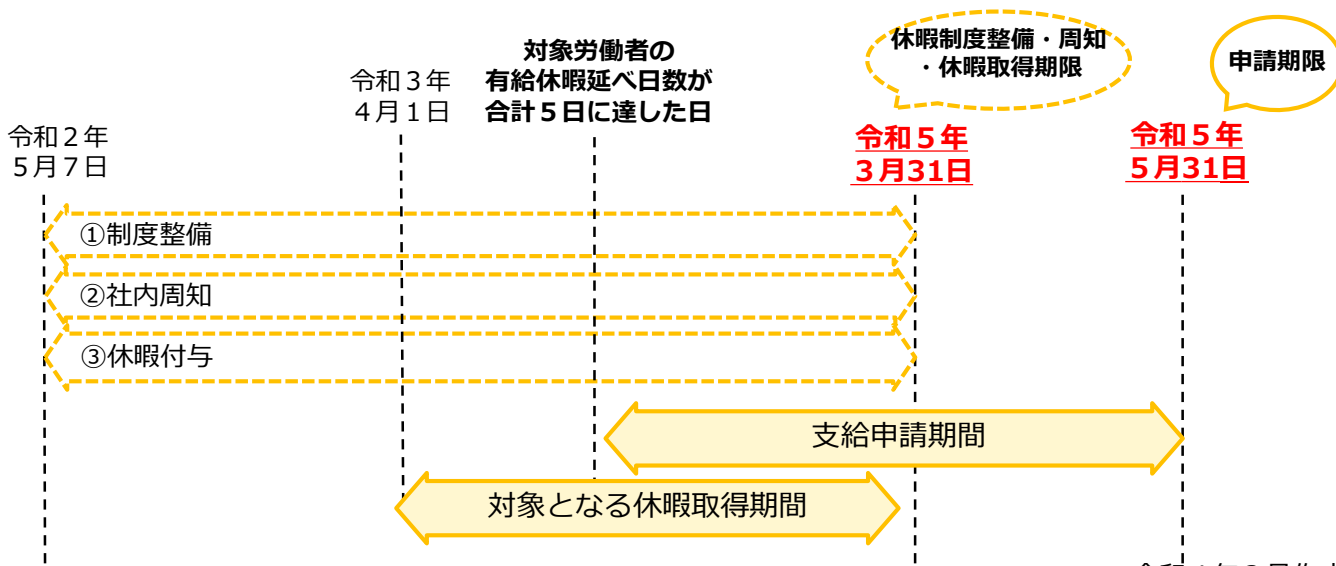 休暇制度整備・周知
・休暇取得期限
申請期限
対象労働者の
有給休暇延べ日数が
合計５日に達した日
令和３年
４月１日
令和５年
３月31日
令和５年
５月31日
令和２年
５月７日
①制度整備
②社内周知
③休暇付与
支給申請期間
対象となる休暇取得期間